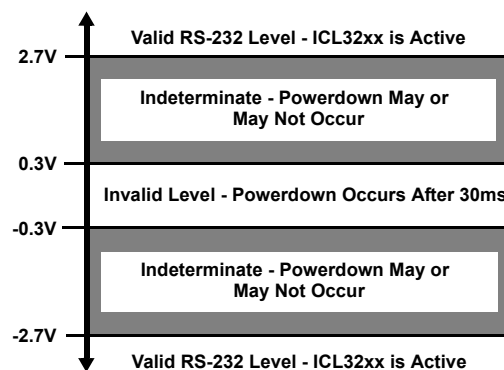 Valid RS-232 Level - ICL32xx is Active
2.7V
Indeterminate - Powerdown May or
May Not Occur
0.3V
Invalid Level - Powerdown Occurs After 30ms
-0.3V
Indeterminate - Powerdown May or
May Not Occur
-2.7V
Valid RS-232 Level - ICL32xx is Active